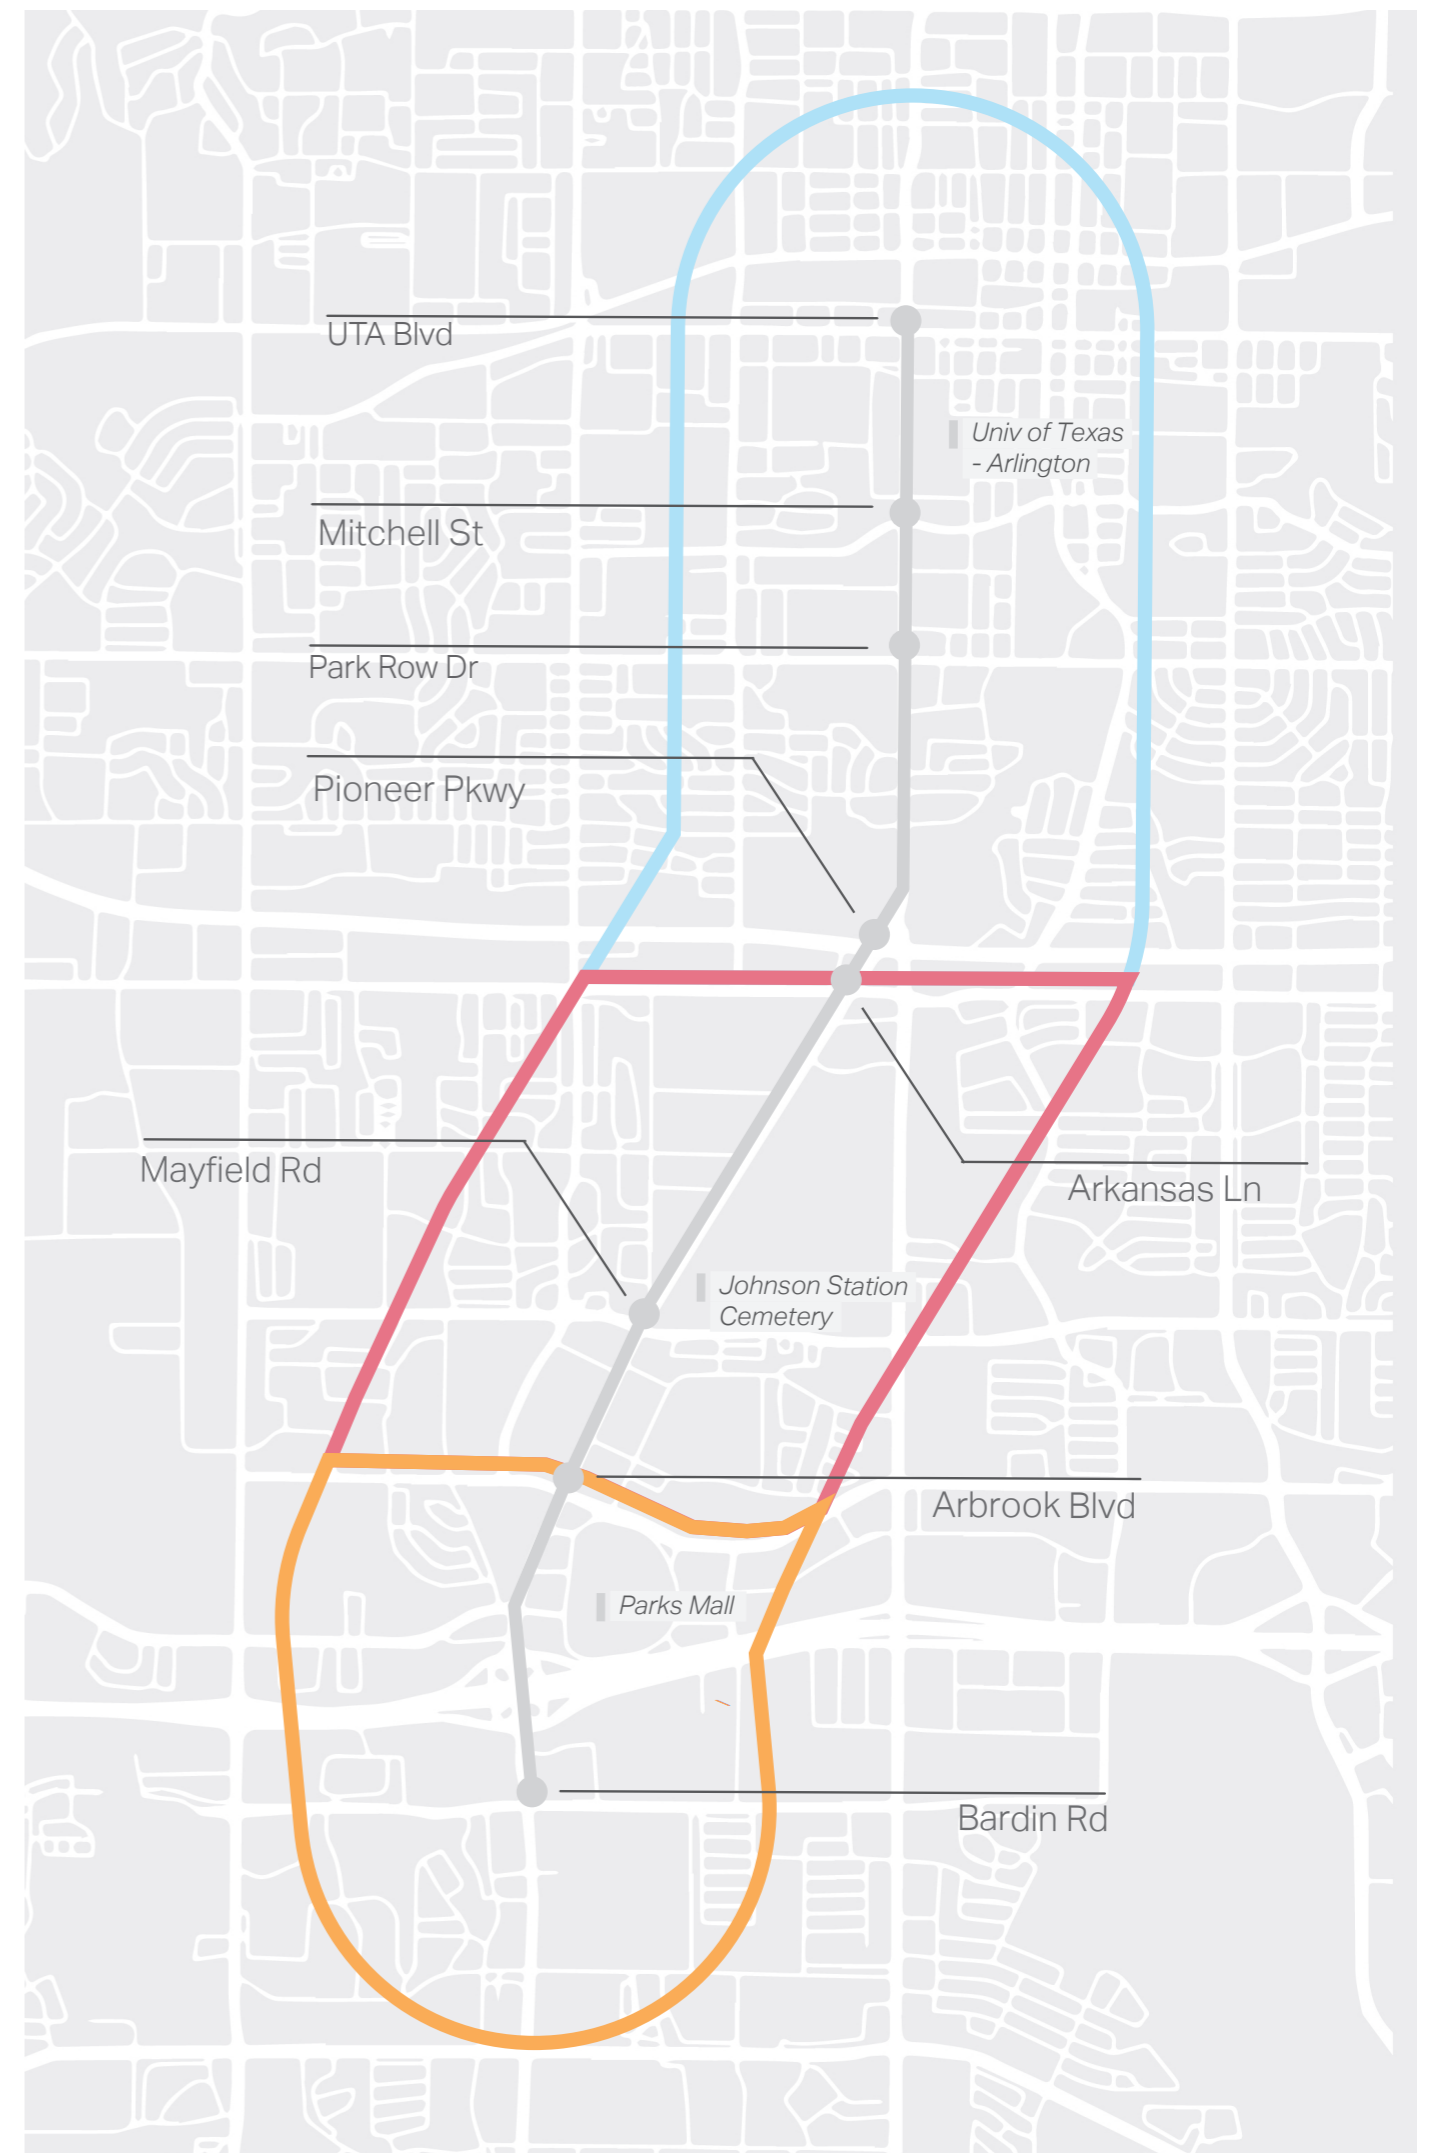 UTA Blvd
Univ of Texas
- Arlington
Mitchell St
Park Row Dr
Pioneer Pkwy
Mayfield Rd
Arkansas Ln
Johnson Station
Cemetery
Arbrook Blvd
Parks Mall
Bardin Rd